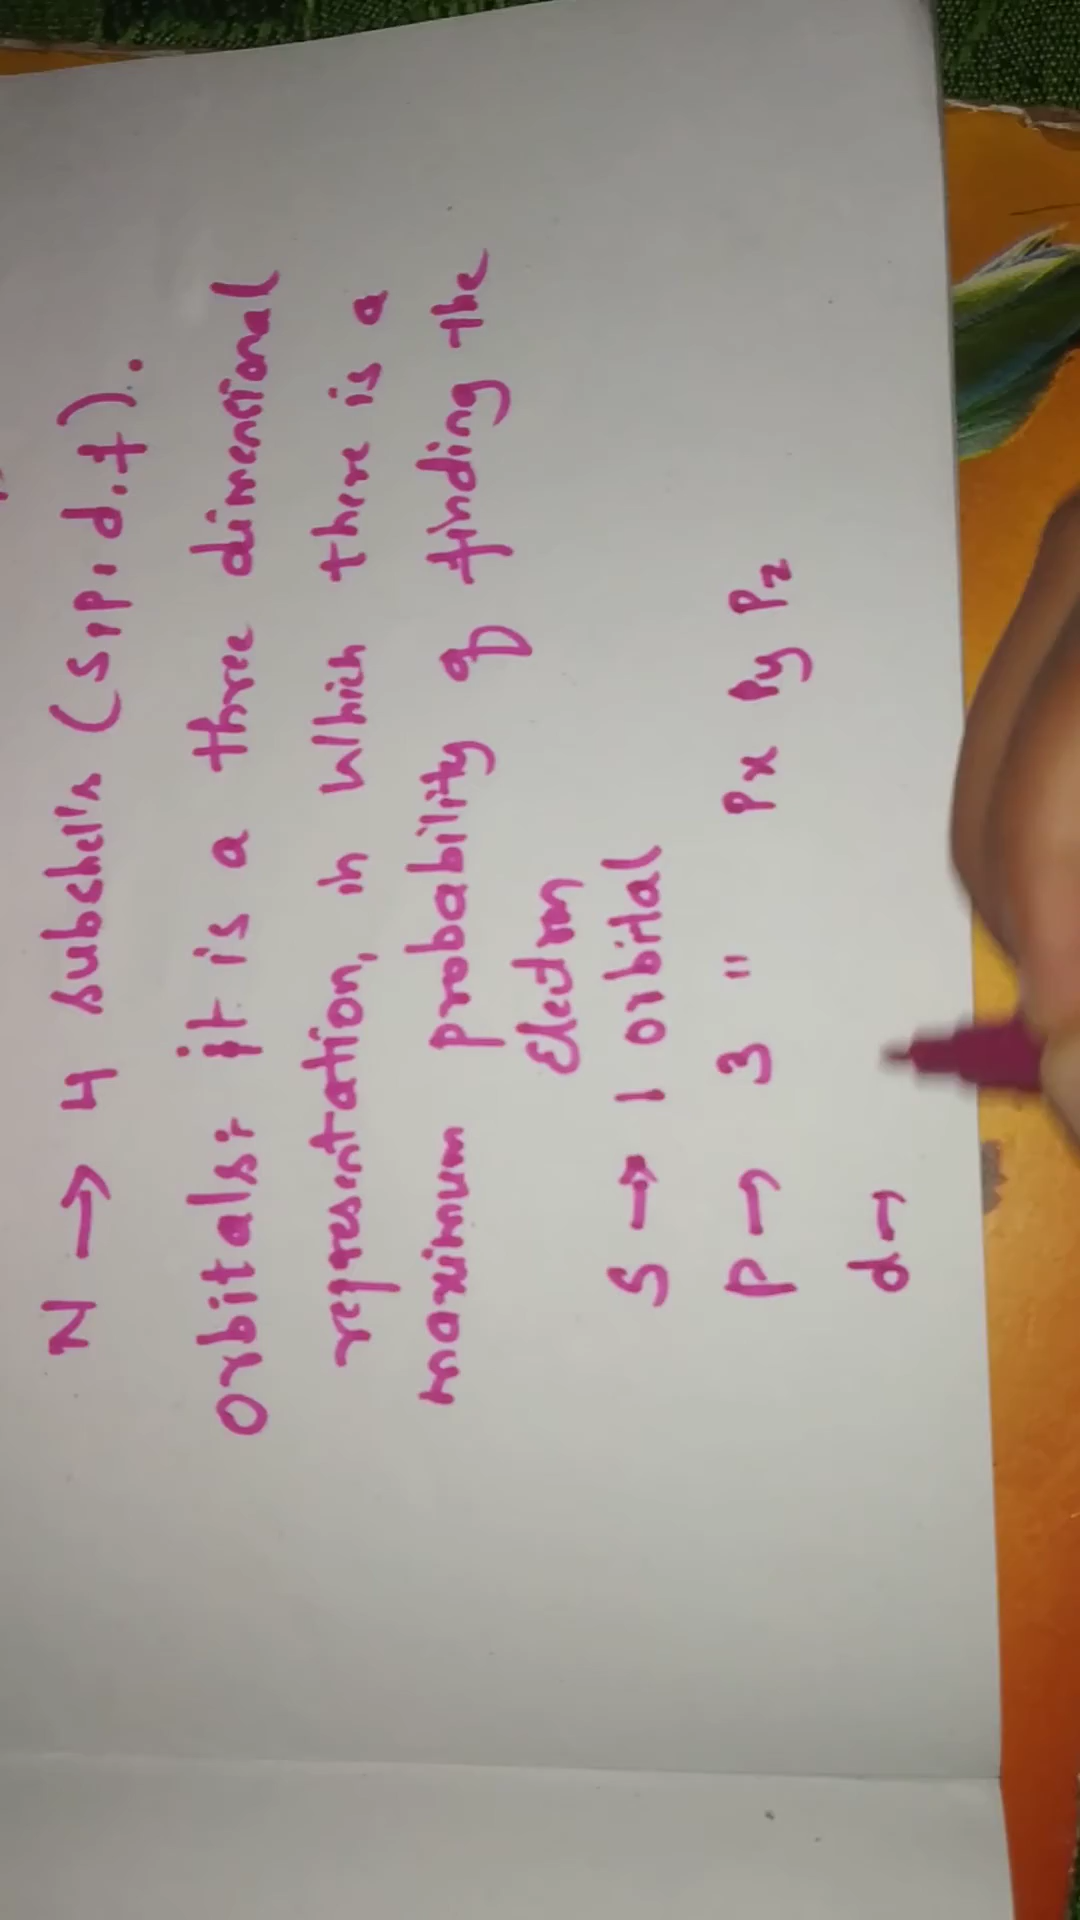 N → 4 subshells (s,p,d,f).
orbitals: it is a three dimensional
representation, in which there is a
maximum probability of finding the
Electron
S → 1 orbital
P → 3 " Px Py Pz
d →